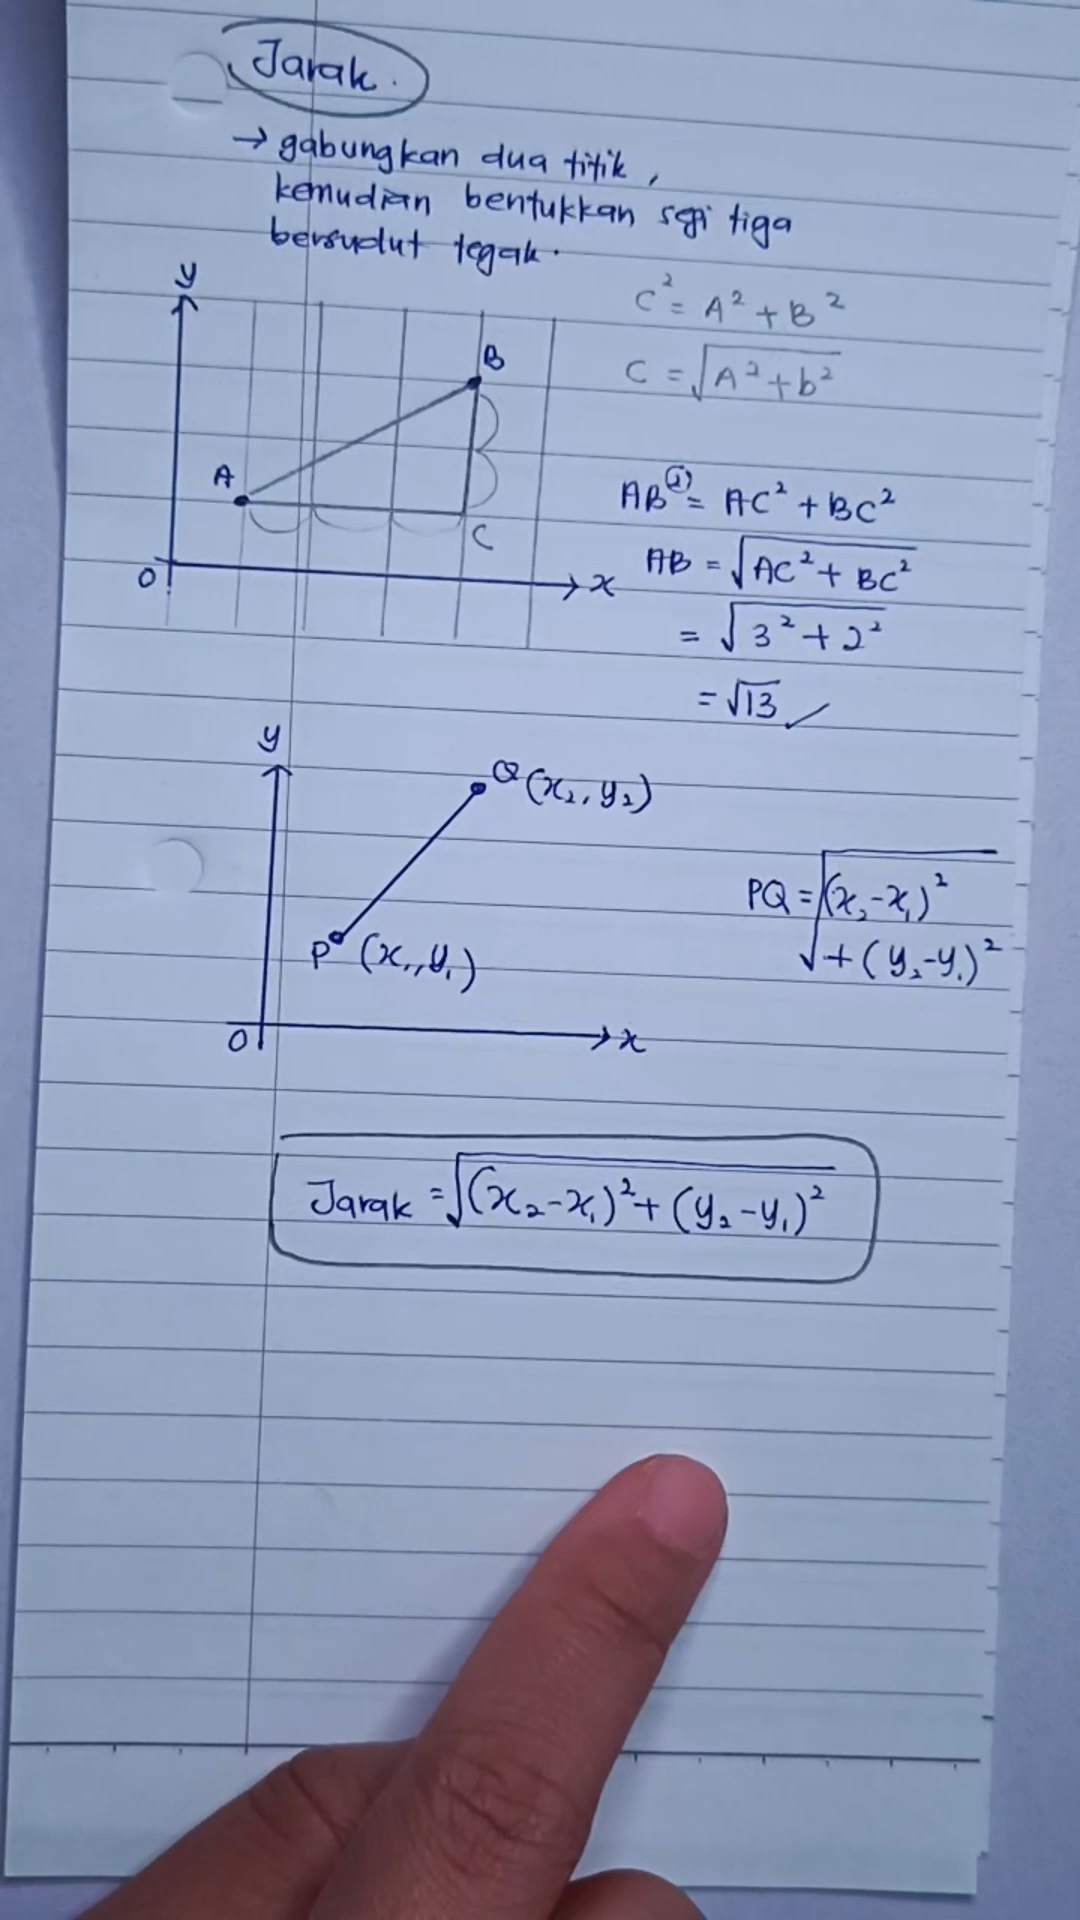 Jarak.
→ gabungkan dua titik,
kemudian bentukkan segi tiga
bersudut tegak.
y
C² = A² + B²
C = √A² + b²
B
A
AB② = AC² + BC²
C
AB = √AC² + BC²
O
x
= √3² + 2²
= √13 ✓
y
Q (x₂, y₂)
PQ = √(x₂-x₁)²
+ (y₂-y₁)²
P (x₁, y₁)
O
x
Jarak = √(x₂-x₁)² + (y₂-y₁)²